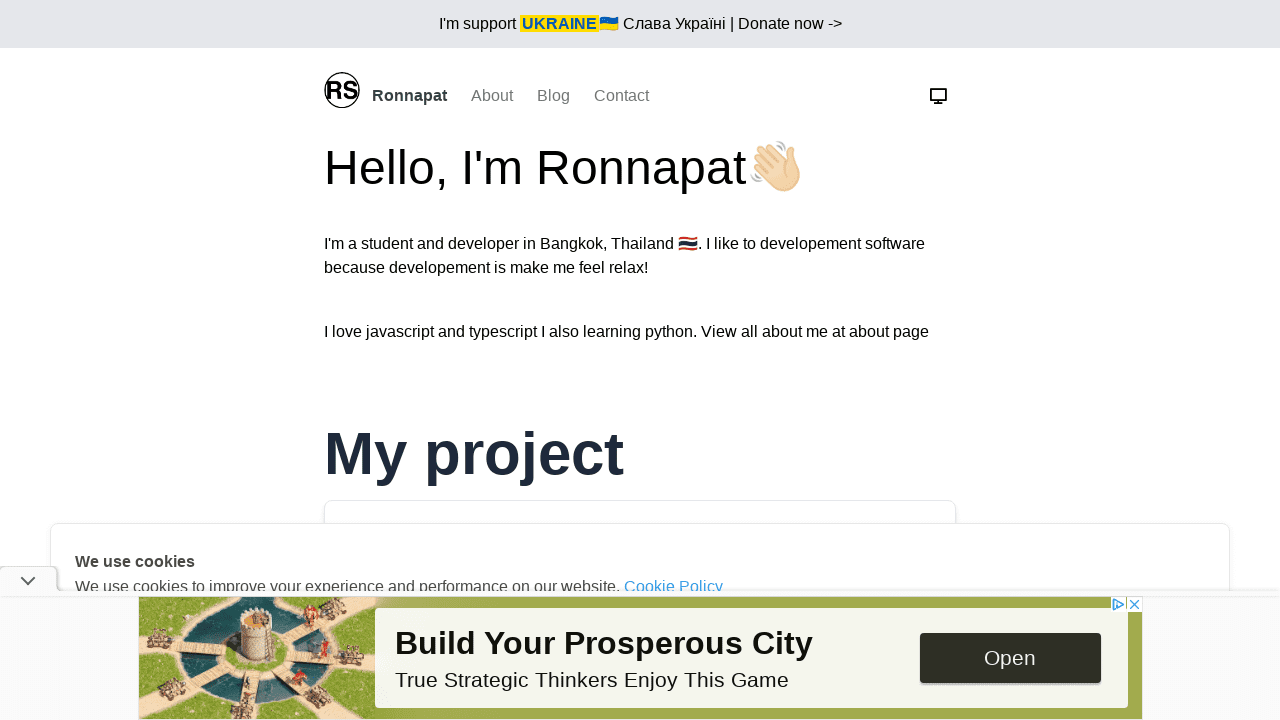 I'm support UKRAINE🇺🇦 Слава Україні | Donate now ->
RS Ronnapat About Blog Contact
Hello, I'm Ronnapat👋🏼
I'm a student and developer in Bangkok, Thailand 🇹🇭. I like to developement software
because developement is make me feel relax!
I love javascript and typescript I also learning python. View all about me at about page
My project
We use cookies
We use cookies to improve your experience and performance on our website. Cookie Policy
Build Your Prosperous City
True Strategic Thinkers Enjoy This Game
Open